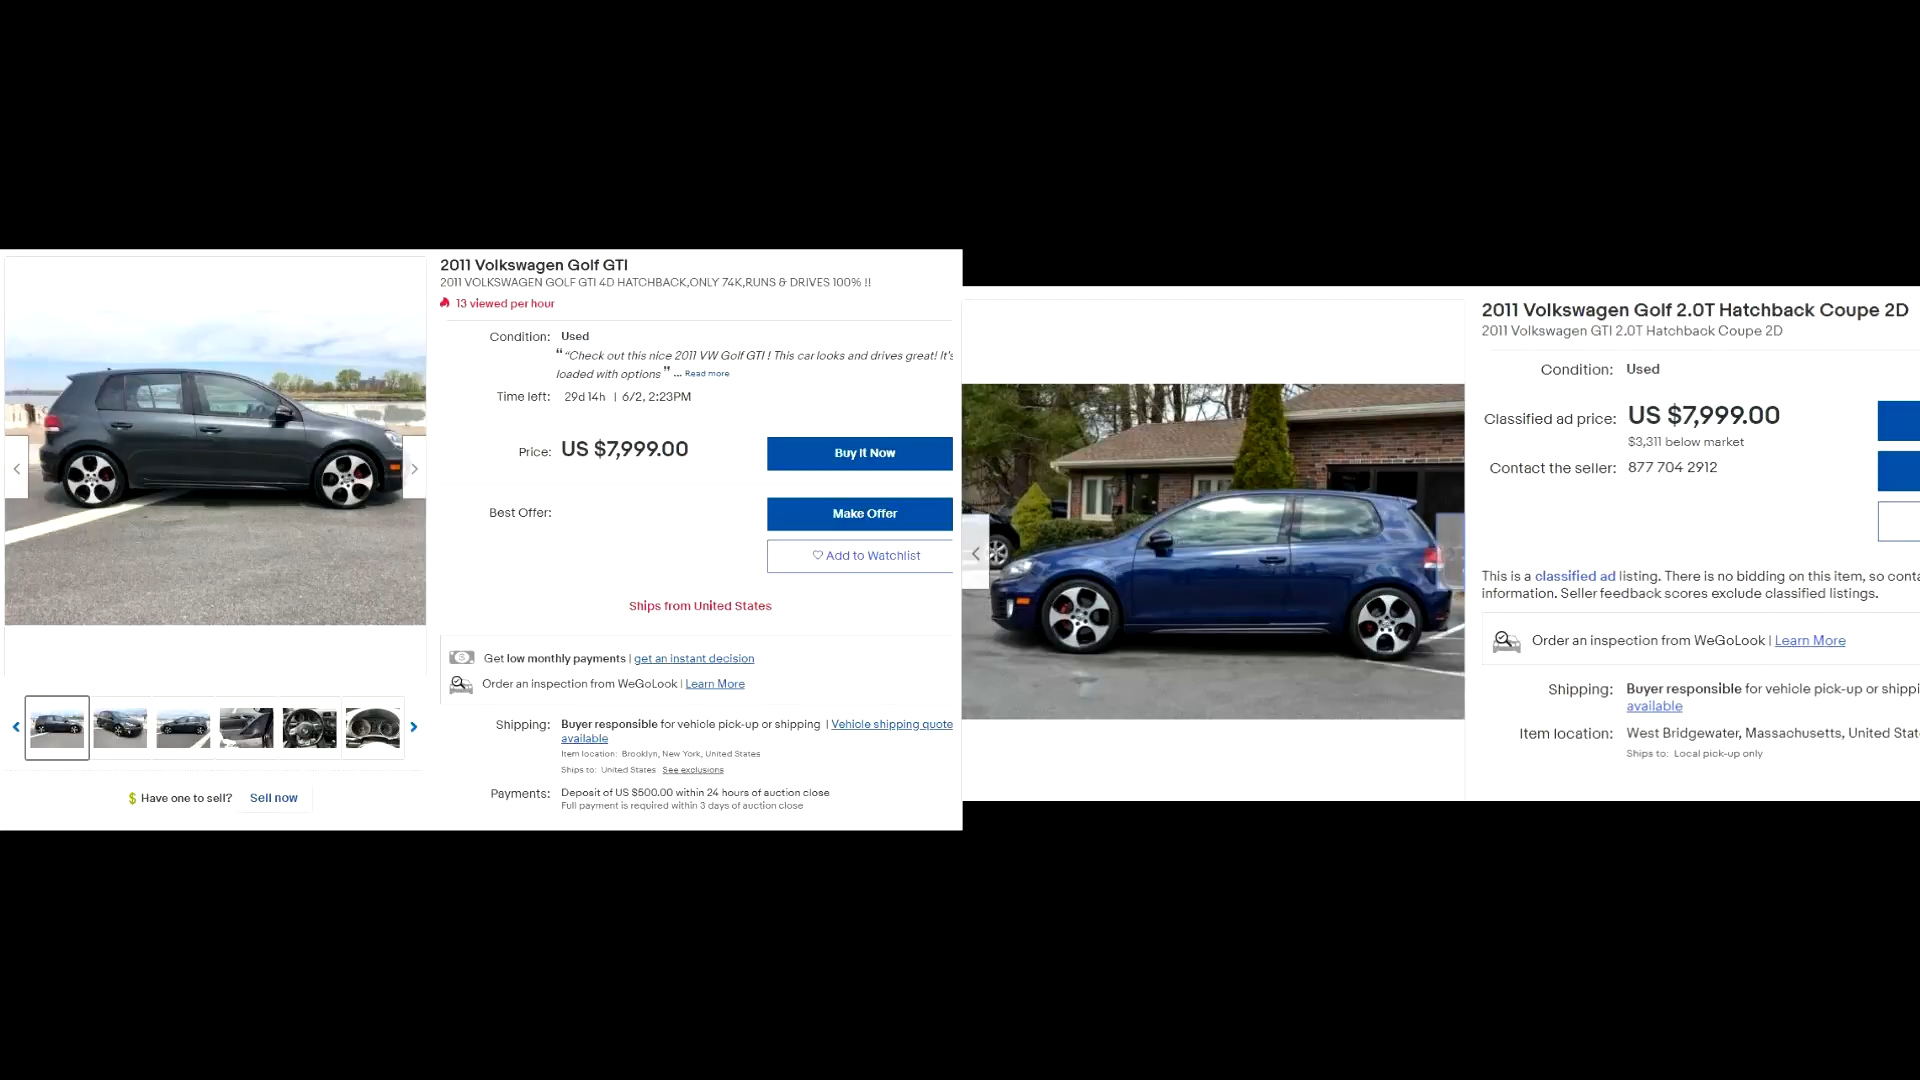 2011 Volkswagen Golf GTI
2011 VOLKSWAGEN GOLF GTI 4D HATCHBACK,ONLY 74K,RUNS & DRIVES 100% !!
13 viewed per hour
Condition: Used
“ “Check out this nice 2011 VW Golf GTI ! This car looks and drives great! It's
loaded with options ” ... Read more
Time left: 29d 14h | 6/2, 2:23PM
Price: US $7,999.00
Buy It Now
Best Offer:
Make Offer
Add to Watchlist
Ships from United States
Get low monthly payments | get an instant decision
Order an inspection from WeGoLook | Learn More
Shipping: Buyer responsible for vehicle pick-up or shipping | Vehicle shipping quote
available
Item location: Brooklyn, New York, United States
Ships to: United States See exclusions
Payments: Deposit of US $500.00 within 24 hours of auction close
Full payment is required within 3 days of auction close
$ Have one to sell? Sell now
2011 Volkswagen Golf 2.0T Hatchback Coupe 2D
2011 Volkswagen GTI 2.0T Hatchback Coupe 2D
Condition: Used
Classified ad price: US $7,999.00
$3,311 below market
Contact the seller: 877 704 2912
This is a classified ad listing. There is no bidding on this item, so conta
information. Seller feedback scores exclude classified listings.
Order an inspection from WeGoLook | Learn More
Shipping: Buyer responsible for vehicle pick-up or shippi
available
Item location: West Bridgewater, Massachusetts, United Stat
Ships to: Local pick-up only